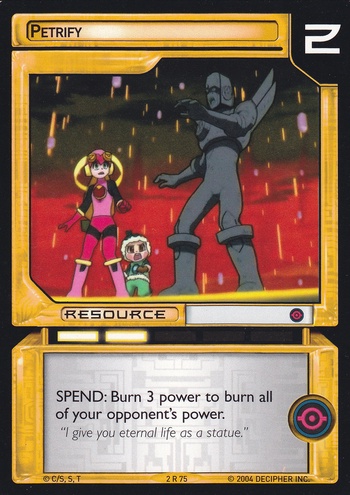 PETRIFY
2
RESOURCE
SPEND: Burn 3 power to burn all
of your opponent's power.
"I give you eternal life as a statue."
© C/S, S, T
2 R 75
© 2004 DECIPHER INC.